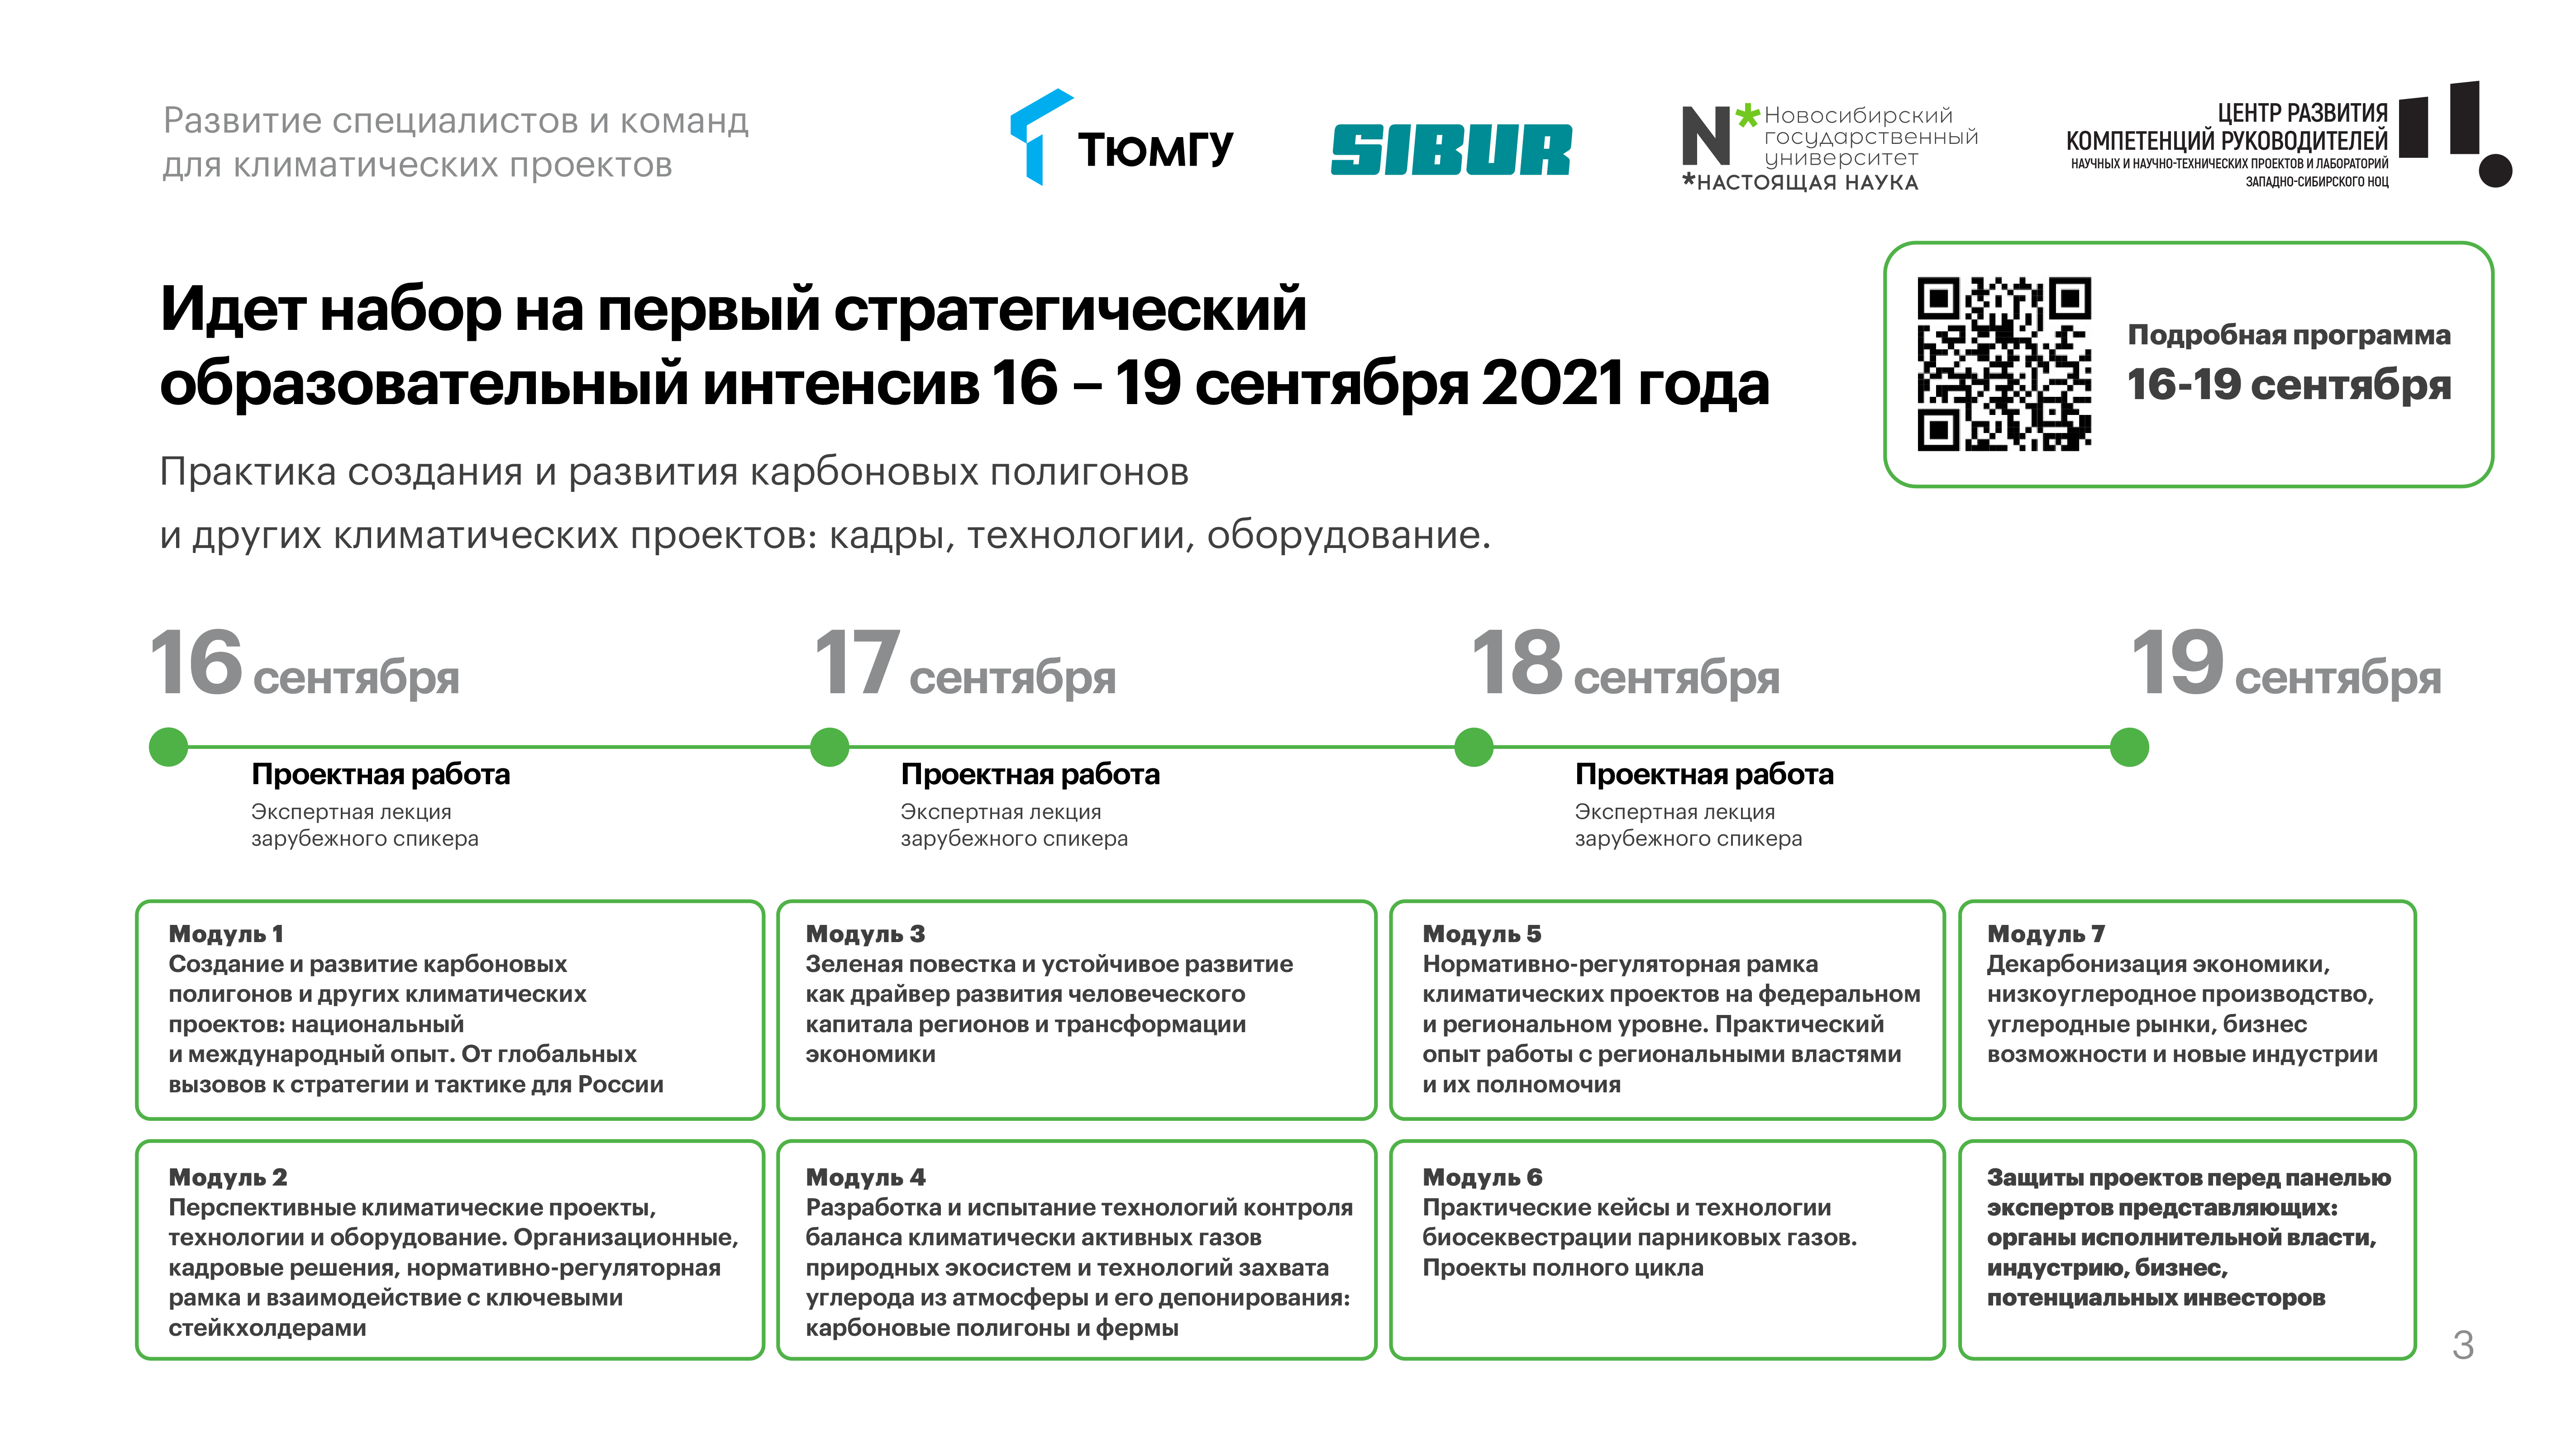 Развитие специалистов и команд
для климатических проектов
ТюмГУ
SIBUR
N*
Новосибирский
государственный
университет
*НАСТОЯЩАЯ НАУКА
ЦЕНТР РАЗВИТИЯ
КОМПЕТЕНЦИЙ РУКОВОДИТЕЛЕЙ
НАУЧНЫХ И НАУЧНО-ТЕХНИЧЕСКИХ ПРОЕКТОВ И ЛАБОРАТОРИЙ
ЗАПАДНО-СИБИРСКОГО НОЦ
Идет набор на первый стратегический
образовательный интенсив 16 – 19 сентября 2021 года
Подробная программа
16-19 сентября
Практика создания и развития карбоновых полигонов
и других климатических проектов: кадры, технологии, оборудование.
16 сентября
17 сентября
18 сентября
19 сентября
Проектная работа
Экспертная лекция
зарубежного спикера
Проектная работа
Экспертная лекция
зарубежного спикера
Проектная работа
Экспертная лекция
зарубежного спикера
Модуль 1
Создание и развитие карбоновых
полигонов и других климатических
проектов: национальный
и международный опыт. От глобальных
вызовов к стратегии и тактике для России
Модуль 3
Зеленая повестка и устойчивое развитие
как драйвер развития человеческого
капитала регионов и трансформации
экономики
Модуль 5
Нормативно-регуляторная рамка
климатических проектов на федеральном
и региональном уровне. Практический
опыт работы с региональными властями
и их полномочия
Модуль 7
Декарбонизация экономики,
низкоуглеродное производство,
углеродные рынки, бизнес
возможности и новые индустрии
Модуль 2
Перспективные климатические проекты,
технологии и оборудование. Организационные,
кадровые решения, нормативно-регуляторная
рамка и взаимодействие с ключевыми
стейкхолдерами
Модуль 4
Разработка и испытание технологий контроля
баланса климатически активных газов
природных экосистем и технологий захвата
углерода из атмосферы и его депонирования:
карбоновые полигоны и фермы
Модуль 6
Практические кейсы и технологии
биосеквестрации парниковых газов.
Проекты полного цикла
Защиты проектов перед панелью
экспертов представляющих:
органы исполнительной власти,
индустрию, бизнес,
потенциальных инвесторов
3